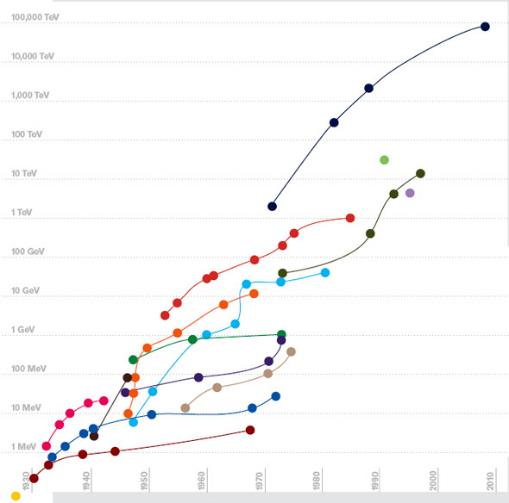 100,000 TeV
10,000 TeV
1,000 TeV
100 TeV
10 TeV
1 TeV
100 GeV
10 GeV
1 GeV
100 MeV
10 MeV
1 MeV
1930
1940
1950
1960
1970
1980
1990
2000
2010